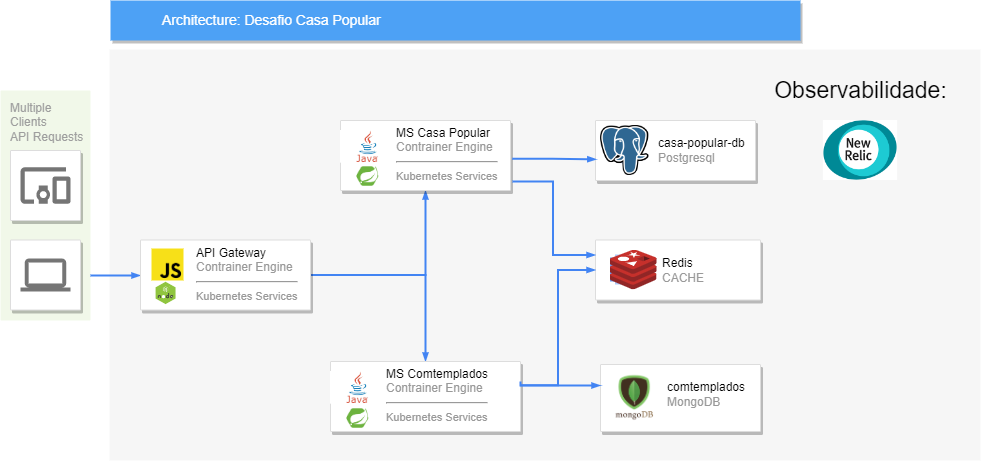 Architecture: Desafio Casa Popular
Observabilidade:
New
Relic
Multiple
Clients
API Requests
MS Casa Popular
Contrainer Engine
Java
Kubernetes Services
casa-popular-db
Postgresql
API Gateway
Contrainer Engine
JS
node
Kubernetes Services
Redis
CACHE
MS Comtemplados
Contrainer Engine
Java
Kubernetes Services
comtemplados
MongoDB
mongoDB